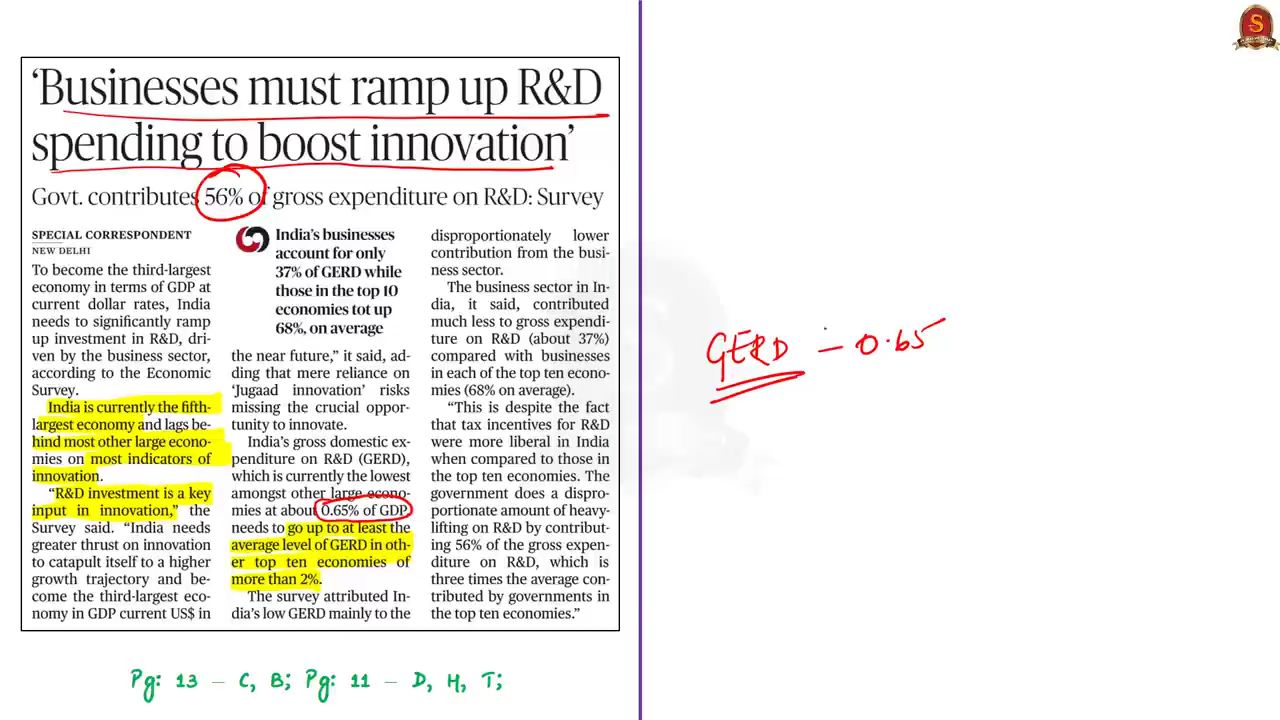 ‘Businesses must ramp up R&D
spending to boost innovation’
Govt. contributes 56% of gross expenditure on R&D: Survey
SPECIAL CORRESPONDENT
NEW DELHI
To become the third-largest
economy in terms of GDP at
current dollar rates, India
needs to significantly ramp
up investment in R&D, dri-
ven by the business sector,
according to the Economic
Survey.
India is currently the fifth-
largest economy and lags be-
hind most other large econo-
mies on most indicators of
innovation.
“R&D investment is a key
input in innovation,” the
Survey said. “India needs
greater thrust on innovation
to catapult itself to a higher
growth trajectory and be-
come the third-largest eco-
nomy in GDP current US$ in
India’s businesses
account for only
37% of GERD while
those in the top 10
economies tot up
68%, on average
the near future,” it said, ad-
ding that mere reliance on
‘Jugaad innovation’ risks
missing the crucial oppor-
tunity to innovate.
India’s gross domestic ex-
penditure on R&D (GERD),
which is currently the lowest
amongst other large econo-
mies at about 0.65% of GDP,
needs to go up to at least the
average level of GERD in oth-
er top ten economies of
more than 2%.
The survey attributed In-
dia’s low GERD mainly to the
disproportionately lower
contribution from the busi-
ness sector.
The business sector in In-
dia, it said, contributed
much less to gross expendi-
ture on R&D (about 37%)
compared with businesses
in each of the top ten econo-
mies (68% on average).
“This is despite the fact
that tax incentives for R&D
were more liberal in India
when compared to those in
the top ten economies. The
government does a dispro-
portionate amount of heavy-
lifting on R&D by contribut-
ing 56% of the gross expen-
diture on R&D, which is
three times the average con-
tributed by governments in
the top ten economies.”
Pg: 13 – C, B; Pg: 11 – D, H, T;
GERD – 0.65
S